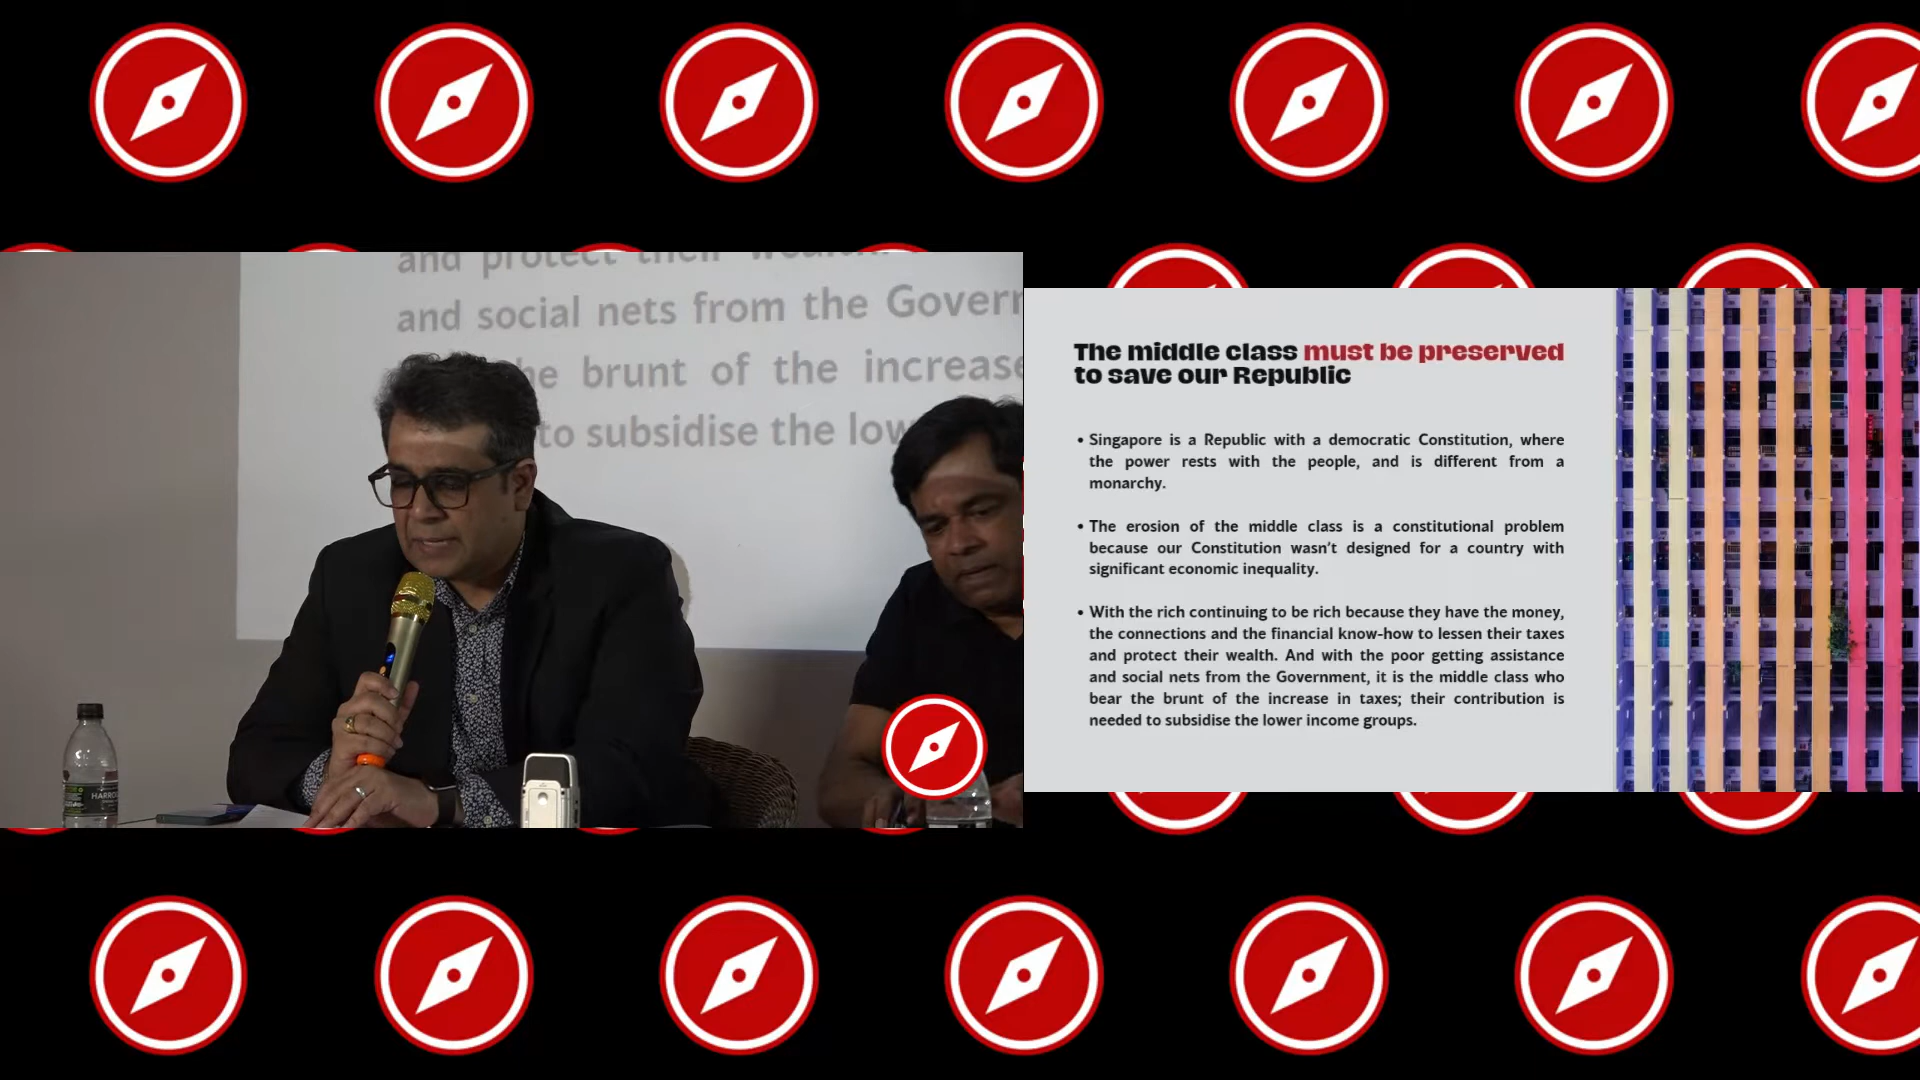 and protect their wealth.
and social nets from the Govern
he brunt of the increase
to subsidise the low
HARRO
The middle class must be preserved
to save our Republic
• Singapore is a Republic with a democratic Constitution, where
the power rests with the people, and is different from a
monarchy.
• The erosion of the middle class is a constitutional problem
because our Constitution wasn't designed for a country with
significant economic inequality.
• With the rich continuing to be rich because they have the money,
the connections and the financial know-how to lessen their taxes
and protect their wealth. And with the poor getting assistance
and social nets from the Government, it is the middle class who
bear the brunt of the increase in taxes; their contribution is
needed to subsidise the lower income groups.